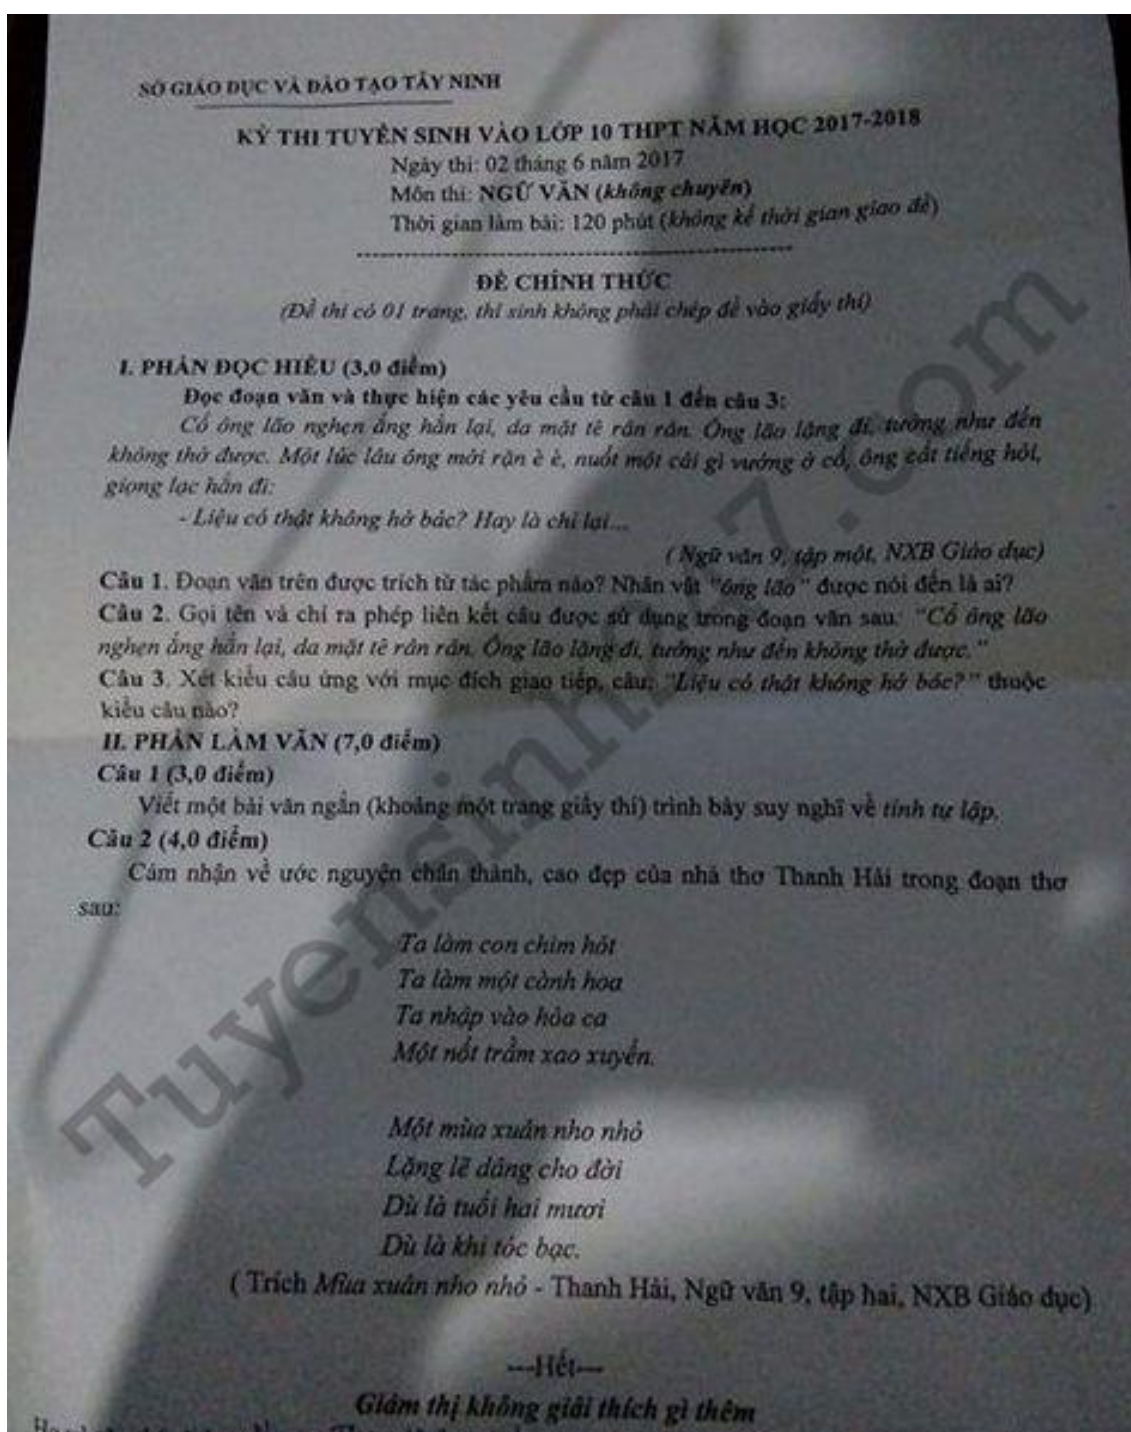 SỞ GIÁO DỤC VÀ ĐÀO TẠO TÂY NINH
KỲ THI TUYỂN SINH VÀO LỚP 10 THPT NĂM HỌC 2017-2018
Ngày thi: 02 tháng 6 năm 2017
Môn thi: NGỮ VĂN (không chuyên)
Thời gian làm bài: 120 phút (không kể thời gian giao đề)
ĐỀ CHÍNH THỨC
(Đề thi có 01 trang, thí sinh không phải chép đề vào giấy thi)
I. PHẦN ĐỌC HIỂU (3,0 điểm)
Đọc đoạn văn và thực hiện các yêu cầu từ câu 1 đến câu 3:
Cổ ông lão nghẹn ắng hẳn lại, da mặt tê rân rân. Ông lão lặng đi, tưởng như đến
không thở được. Một lúc lâu ông mới rặn è è, nuốt một cái gì vướng ở cổ, ông cất tiếng hỏi,
giọng lạc hẳn đi:
- Liệu có thật không hở bác? Hay là chỉ lại...
( Ngữ văn 9, tập một, NXB Giáo dục)
Câu 1. Đoạn văn trên được trích từ tác phẩm nào? Nhân vật "ông lão" được nói đến là ai?
Câu 2. Gọi tên và chỉ ra phép liên kết câu được sử dụng trong đoạn văn sau: "Cổ ông lão
nghẹn ắng hẳn lại, da mặt tê rân rân. Ông lão lặng đi, tưởng như đến không thở được."
Câu 3. Xét kiểu câu ứng với mục đích giao tiếp, câu: "Liệu có thật không hở bác?" thuộc
kiểu câu nào?
II. PHẦN LÀM VĂN (7,0 điểm)
Câu 1 (3,0 điểm)
Viết một bài văn ngắn (khoảng một trang giấy thi) trình bày suy nghĩ về tính tự lập.
Câu 2 (4,0 điểm)
Cảm nhận về ước nguyện chân thành, cao đẹp của nhà thơ Thanh Hải trong đoạn thơ
sau:
Ta làm con chim hót
Ta làm một cành hoa
Ta nhập vào hòa ca
Một nốt trầm xao xuyến.
Một mùa xuân nho nhỏ
Lặng lẽ dâng cho đời
Dù là tuổi hai mươi
Dù là khi tóc bạc.
( Trích Mùa xuân nho nhỏ - Thanh Hải, Ngữ văn 9, tập hai, NXB Giáo dục)
---Hết---
Giám thị không giải thích gì thêm
Tuyensinh247.com